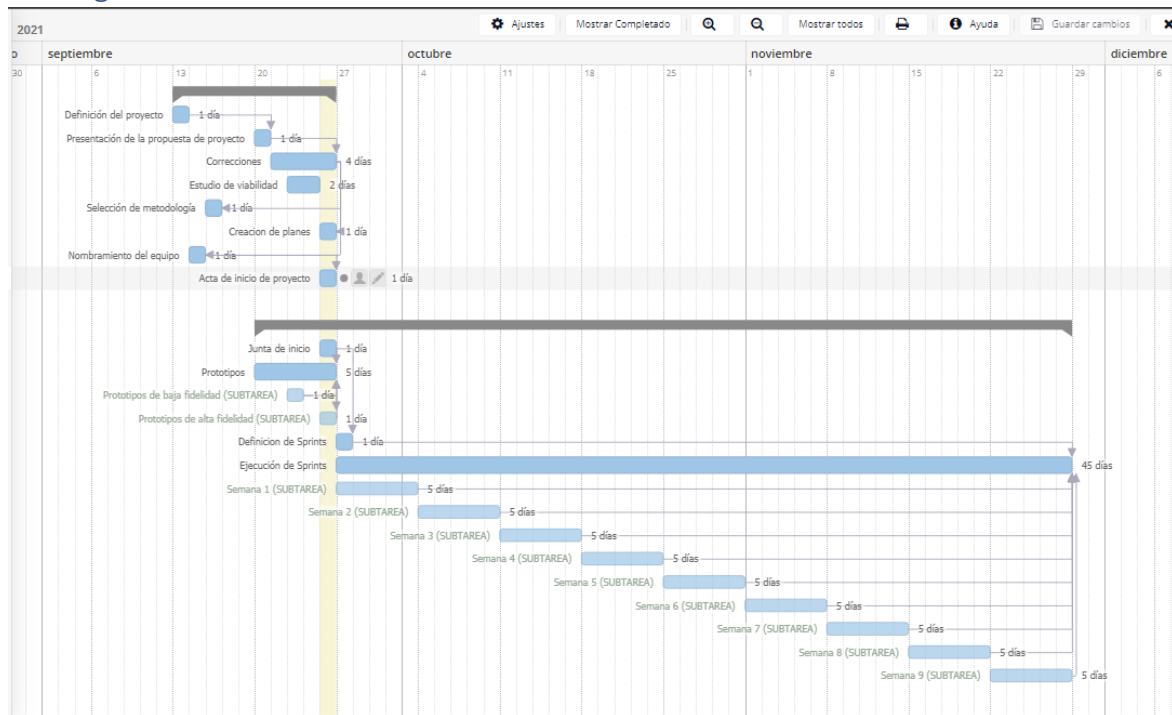 2021 Ajustes Mostrar Completado Mostrar todos Ayuda Guardar cambios
o septiembre octubre noviembre diciembre
30 6 13 20 27 4 11 18 25 1 8 15 22 29 6
Definición del proyecto 1 día
Presentación de la propuesta de proyecto 1 día
Correcciones 4 días
Estudio de viabilidad 2 días
Selección de metodología 1 día
Creacion de planes 1 día
Nombramiento del equipo 1 día
Acta de inicio de proyecto 1 día
Junta de inicio 1 día
Prototipos 5 días
Prototipos de baja fidelidad (SUBTAREA) 1 día
Prototipos de alta fidelidad (SUBTAREA) 1 día
Definicion de Sprints 1 día
Ejecución de Sprints 45 días
Semana 1 (SUBTAREA) 5 días
Semana 2 (SUBTAREA) 5 días
Semana 3 (SUBTAREA) 5 días
Semana 4 (SUBTAREA) 5 días
Semana 5 (SUBTAREA) 5 días
Semana 6 (SUBTAREA) 5 días
Semana 7 (SUBTAREA) 5 días
Semana 8 (SUBTAREA) 5 días
Semana 9 (SUBTAREA) 5 días